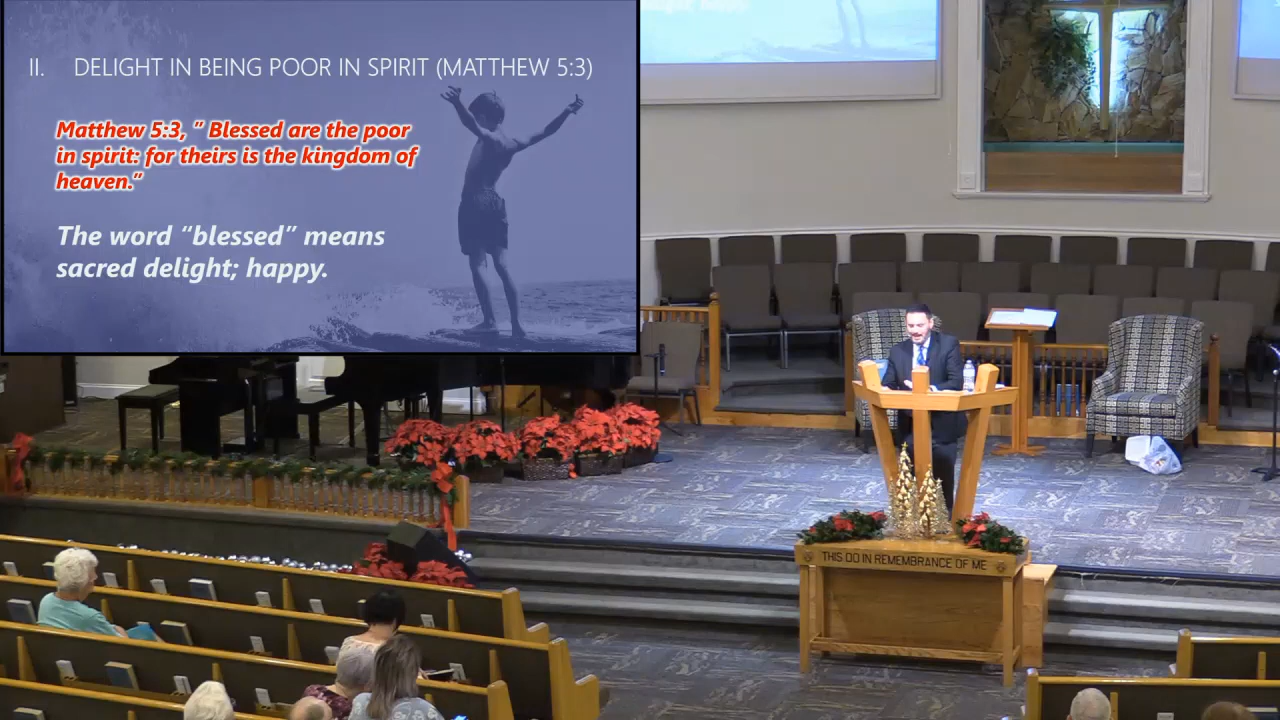 II. DELIGHT IN BEING POOR IN SPIRIT (MATTHEW 5:3)
Matthew 5:3, " Blessed are the poor
in spirit: for theirs is the kingdom of
heaven."
The word “blessed” means
sacred delight; happy.
THIS DO IN REMEMBRANCE OF ME